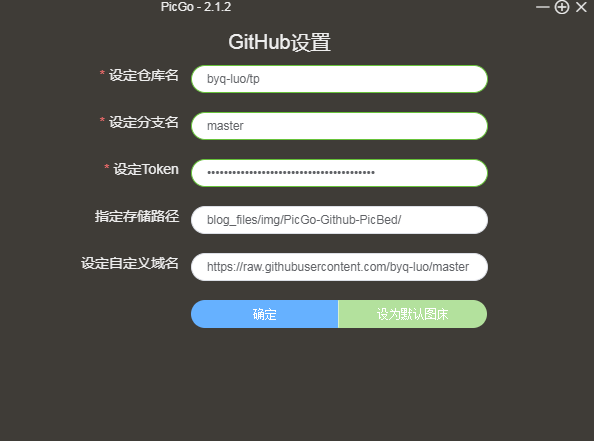 PicGo - 2.1.2
GitHub设置
* 设定仓库名 byq-luo/tp
* 设定分支名 master
* 设定Token ••••••••••••••••••••••••••••••••••••••••
指定存储路径 blog_files/img/PicGo-Github-PicBed/
设定自定义域名 https://raw.githubusercontent.com/byq-luo/master
确定 设为默认图床